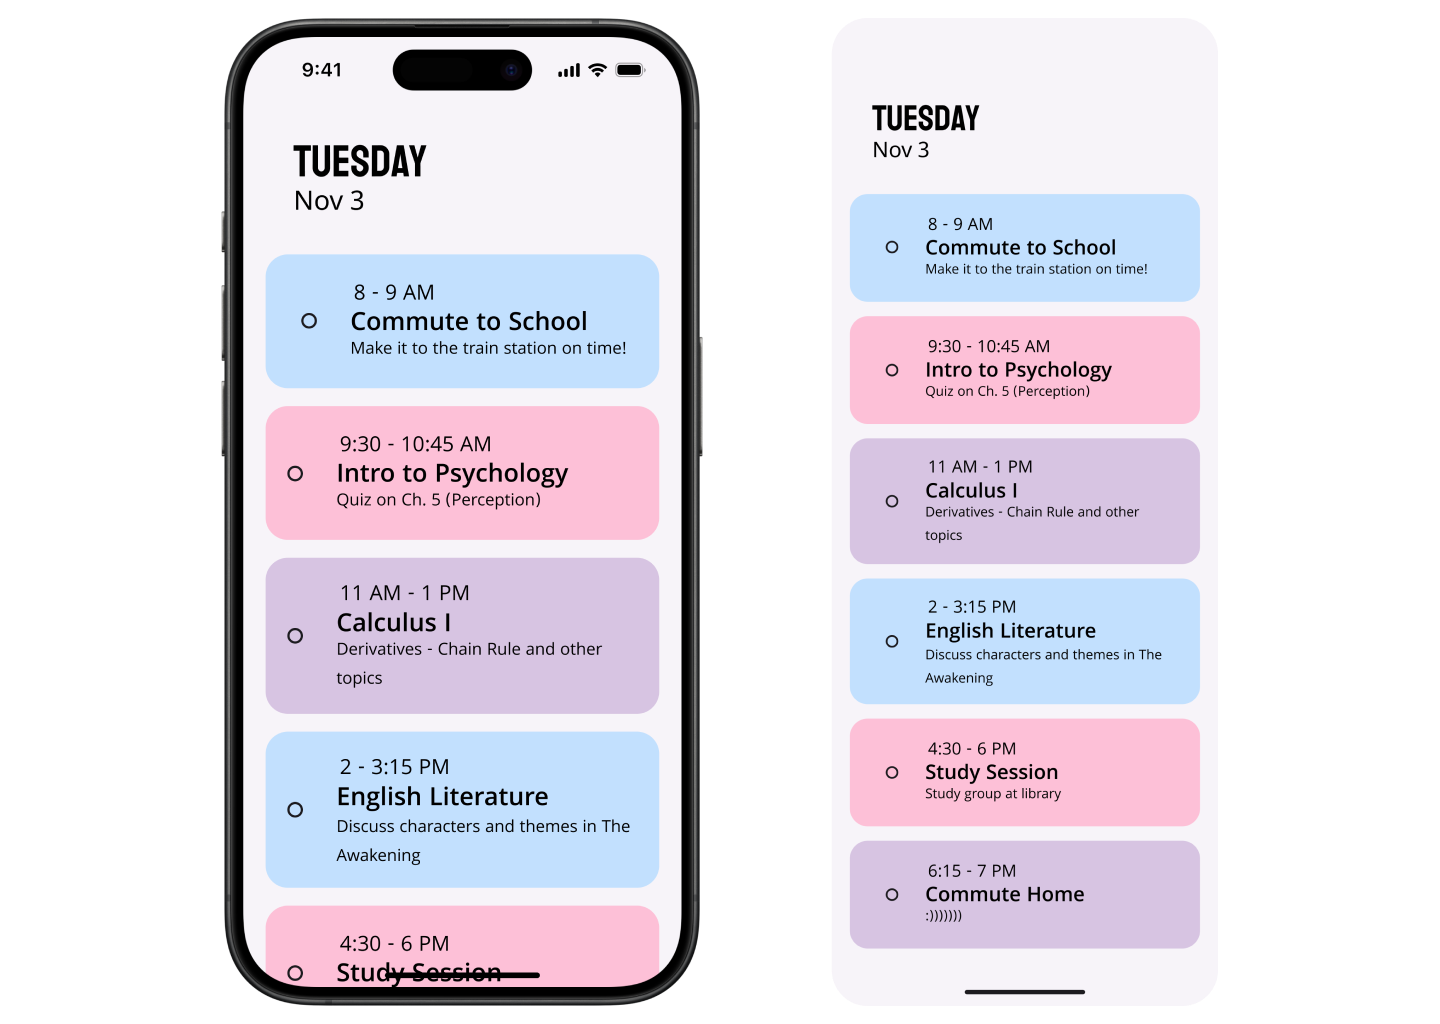 9:41
TUESDAY
Nov 3
8 - 9 AM
Commute to School
Make it to the train station on time!
9:30 - 10:45 AM
Intro to Psychology
Quiz on Ch. 5 (Perception)
11 AM - 1 PM
Calculus I
Derivatives - Chain Rule and other
topics
2 - 3:15 PM
English Literature
Discuss characters and themes in The
Awakening
4:30 - 6 PM
Study Session
TUESDAY
Nov 3
8 - 9 AM
Commute to School
Make it to the train station on time!
9:30 - 10:45 AM
Intro to Psychology
Quiz on Ch. 5 (Perception)
11 AM - 1 PM
Calculus I
Derivatives - Chain Rule and other
topics
2 - 3:15 PM
English Literature
Discuss characters and themes in The
Awakening
4:30 - 6 PM
Study Session
Study group at library
6:15 - 7 PM
Commute Home
:)))))))